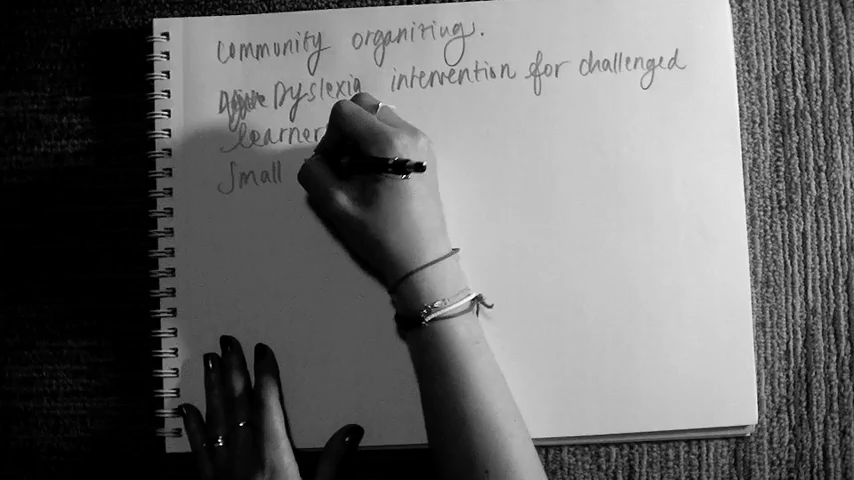 Community organizing.
Dyslexia intervention for challenged
learner
Small